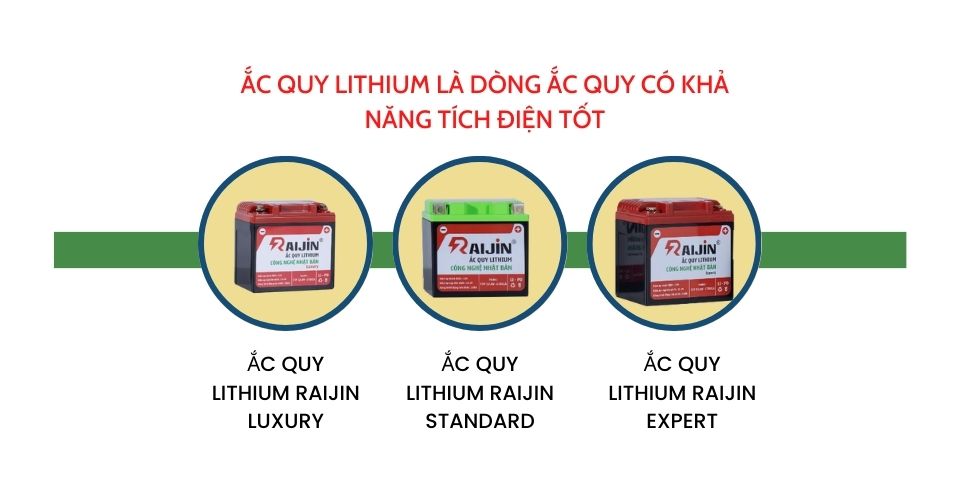 ẮC QUY LITHIUM LÀ DÒNG ẮC QUY CÓ KHẢ
NĂNG TÍCH ĐIỆN TỐT
RAIJIN®
ẮC QUY LITHIUM
CÔNG NGHỆ NHẬT BẢN
Luxury
RAIJIN®
ẮC QUY LITHIUM
CÔNG NGHỆ NHẬT BẢN
RAIJIN®
ẮC QUY LITHIUM
CÔNG NGHỆ NHẬT BẢN
ẮC QUY
LITHIUM RAIJIN
LUXURY
ẮC QUY
LITHIUM RAIJIN
STANDARD
ẮC QUY
LITHIUM RAIJIN
EXPERT